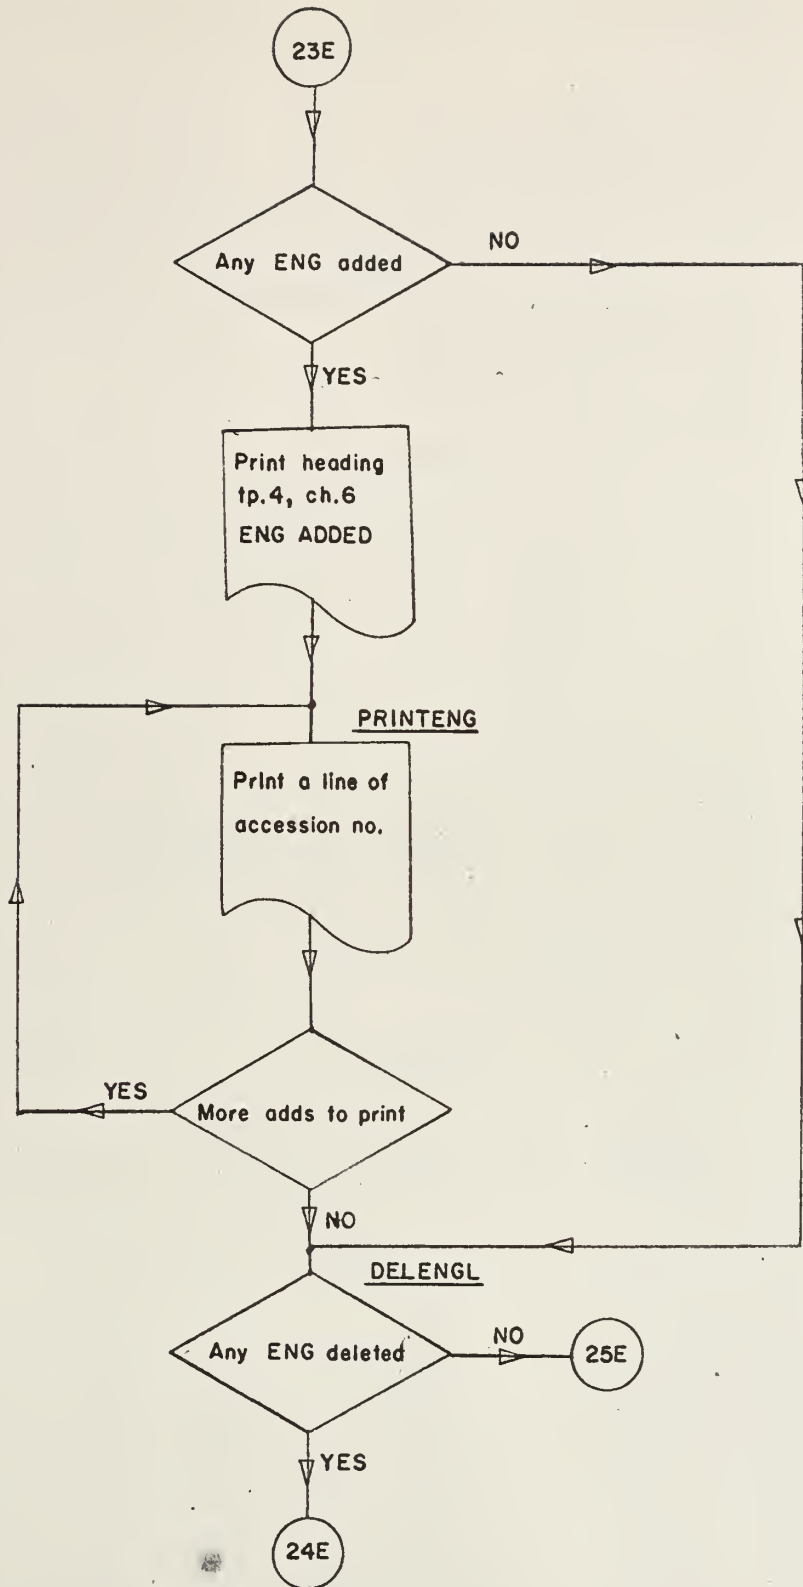 23E
Any ENG added
NO
YES
Print heading
tp.4, ch.6
ENG ADDED
PRINTENG
Print a line of
accession no.
YES
More adds to print
NO
DELENGL
Any ENG deleted
NO
25E
YES
24E